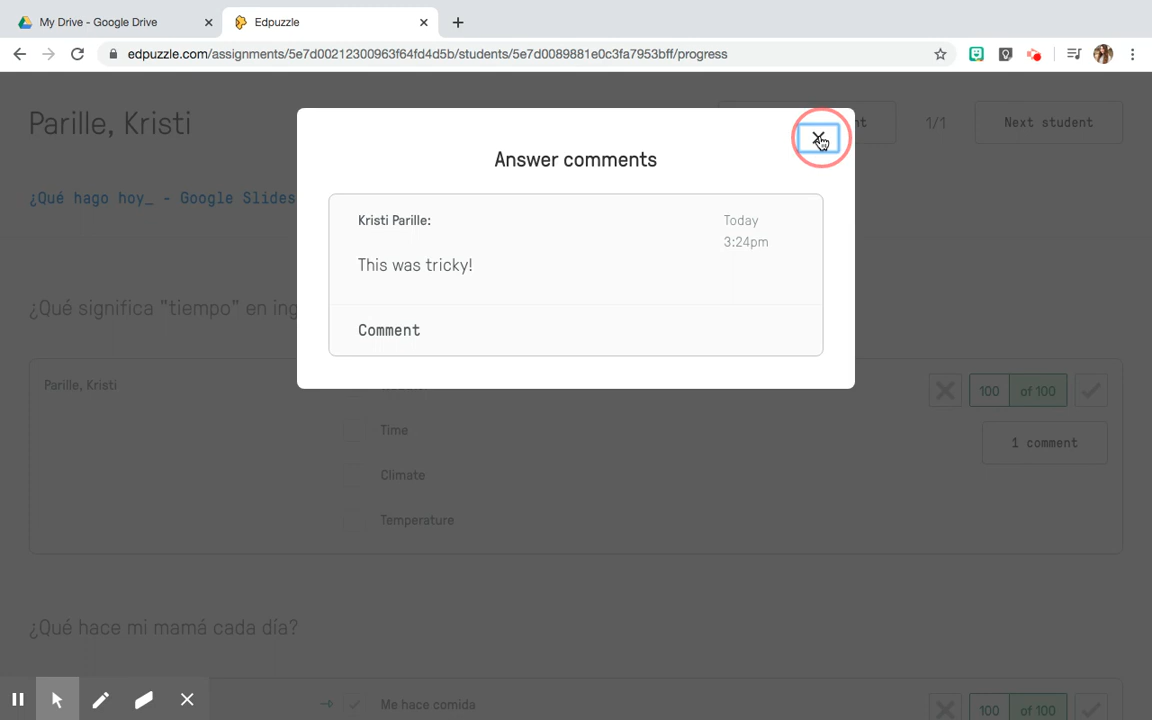 My Drive - Google Drive
Edpuzzle
edpuzzle.com/assignments/5e7d00212300963f64fd4d5b/students/5e7d0089881e0c3fa7953bff/progress
Parille, Kristi
1/1
Next student
¿Qué hago hoy_ - Google Slides
Answer comments
Kristi Parille:
Today
3:24pm
This was tricky!
Comment
¿Qué significa "tiempo" en
Parille, Kristi
100 of 100
Time
1 comment
Climate
Temperature
¿Qué hace mi mamá cada día?
Me hace comida
100 of 100